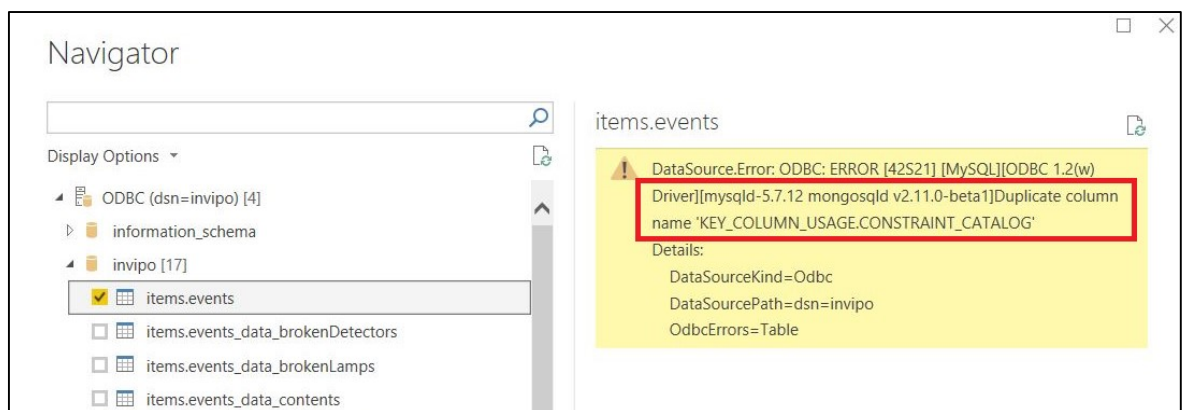 Navigator
Display Options
ODBC (dsn=invipo) [4]
information_schema
invipo [17]
items.events
items.events_data_brokenDetectors
items.events_data_brokenLamps
items.events_data_contents
items.events
DataSource.Error: ODBC: ERROR [42S21] [MySQL][ODBC 1.2(w)
Driver][mysqld-5.7.12 mongosqld v2.11.0-beta1]Duplicate column
name 'KEY_COLUMN_USAGE.CONSTRAINT_CATALOG'
Details:
DataSourceKind=Odbc
DataSourcePath=dsn=invipo
OdbcErrors=Table